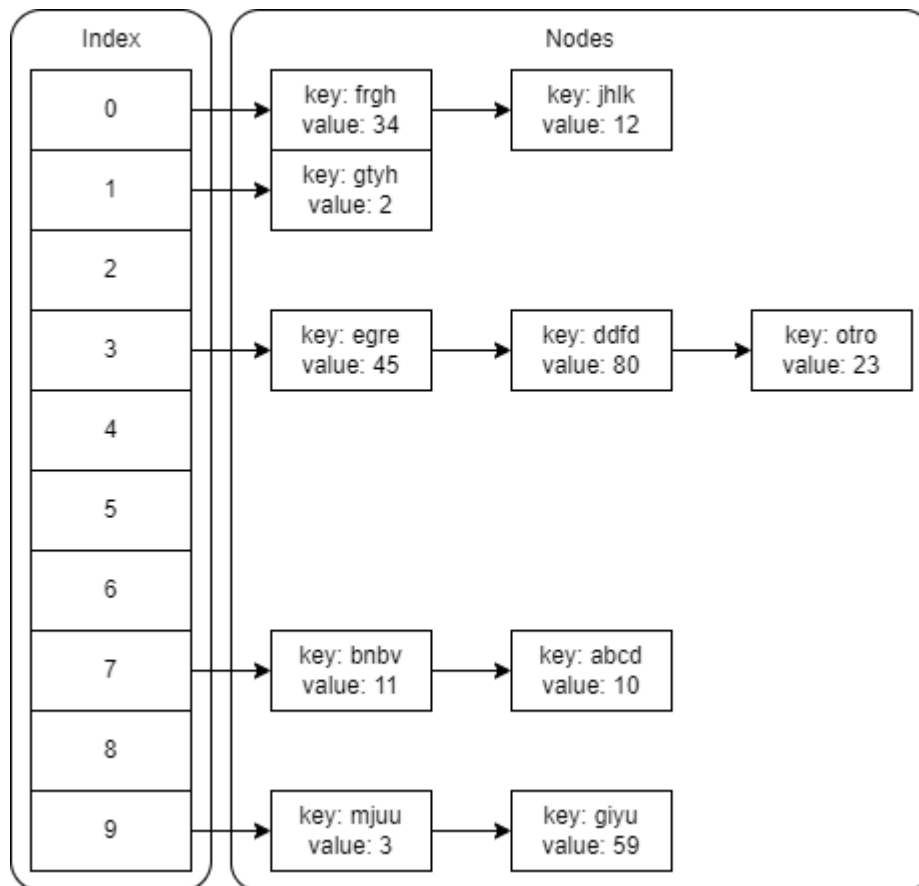 Index
Nodes
0
key: frgh
value: 34
key: jhlk
value: 12
1
key: gtyh
value: 2
2
3
key: egre
value: 45
key: ddfd
value: 80
key: otro
value: 23
4
5
6
7
key: bnbv
value: 11
key: abcd
value: 10
8
9
key: mjuu
value: 3
key: giyu
value: 59